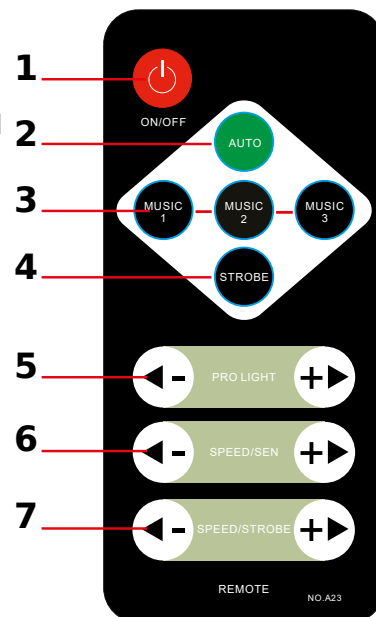 1
ON/OFF
2
AUTO
3
MUSIC
1
MUSIC
2
MUSIC
3
4
STROBE
5
- PRO LIGHT +
6
- SPEED/SEN +
7
- SPEED/STROBE +
REMOTE
NO.A23